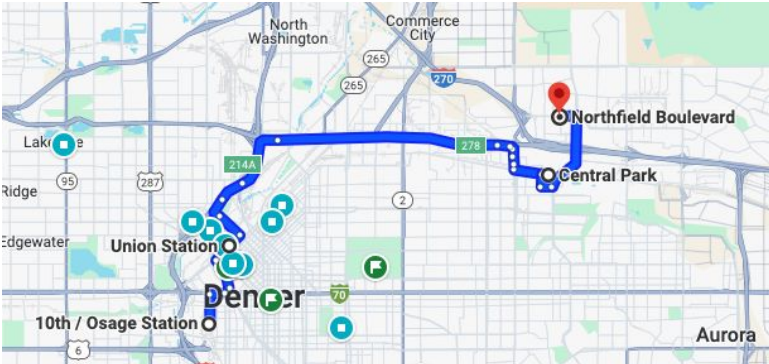 North
Washington
Commerce
City
265
270
265
Northfield Boulevard
278
214A
Central Park
95
287
Ridge
2
Edgewater
Union Station
Denver
70
10th / Osage Station
6
Aurora